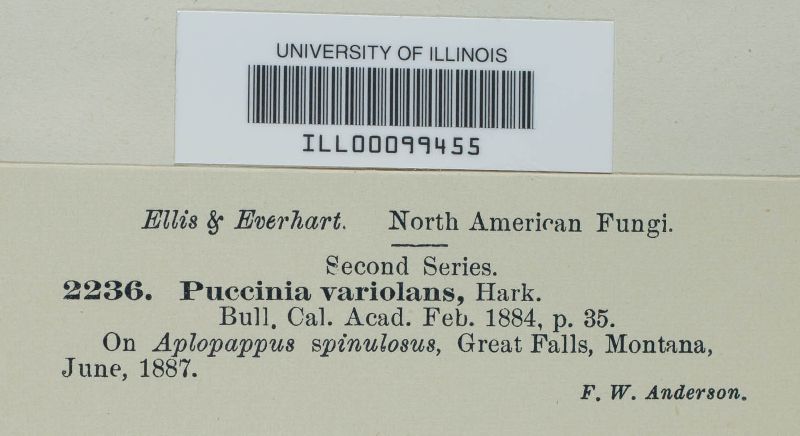 UNIVERSITY OF ILLINOIS
ILL00099455
Ellis & Everhart. North American Fungi.
Second Series.
2236. Puccinia variolans, Hark.
Bull. Cal. Acad. Feb. 1884, p. 35.
On Aplopappus spinulosus, Great Falls, Montana,
June, 1887.
F. W. Anderson.